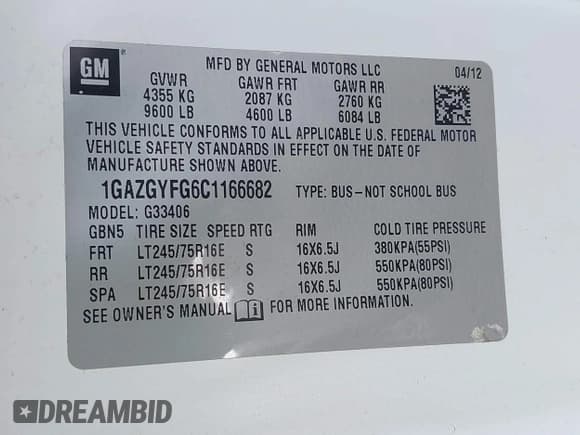 GM
MFD BY GENERAL MOTORS LLC 04/12
GVWR GAWR FRT GAWR RR
4355 KG 2087 KG 2760 KG
9600 LB 4600 LB 6084 LB
THIS VEHICLE CONFORMS TO ALL APPLICABLE U.S. FEDERAL MOTOR
VEHICLE SAFETY STANDARDS IN EFFECT ON THE DATE OF
MANUFACTURE SHOWN ABOVE.
1GAZGYFG6C1166682 TYPE: BUS-NOT SCHOOL BUS
MODEL: G33406
GBN5 TIRE SIZE SPEED RTG RIM COLD TIRE PRESSURE
FRT LT245/75R16E S 16X6.5J 380KPA(55PSI)
RR LT245/75R16E S 16X6.5J 550KPA(80PSI)
SPA LT245/75R16E S 16X6.5J 550KPA(80PSI)
SEE OWNER'S MANUAL FOR MORE INFORMATION.
DREAMBID